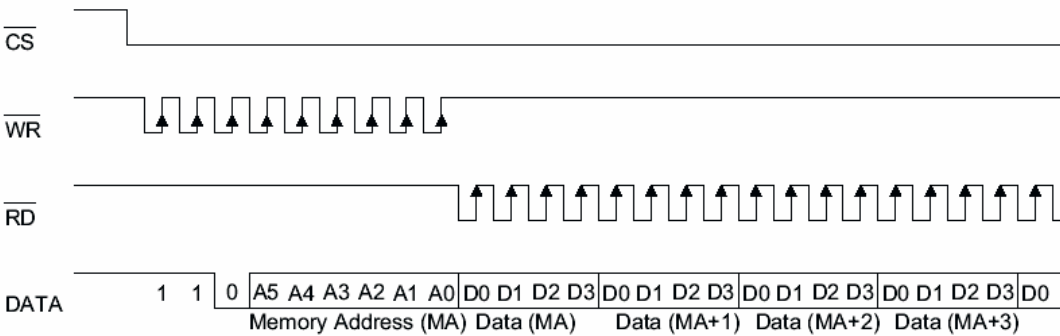 CS
WR
RD
DATA 1 1 0 A5 A4 A3 A2 A1 A0 D0 D1 D2 D3 D0 D1 D2 D3 D0 D1 D2 D3 D0 D1 D2 D3 D0
Memory Address (MA) Data (MA) Data (MA+1) Data (MA+2) Data (MA+3)